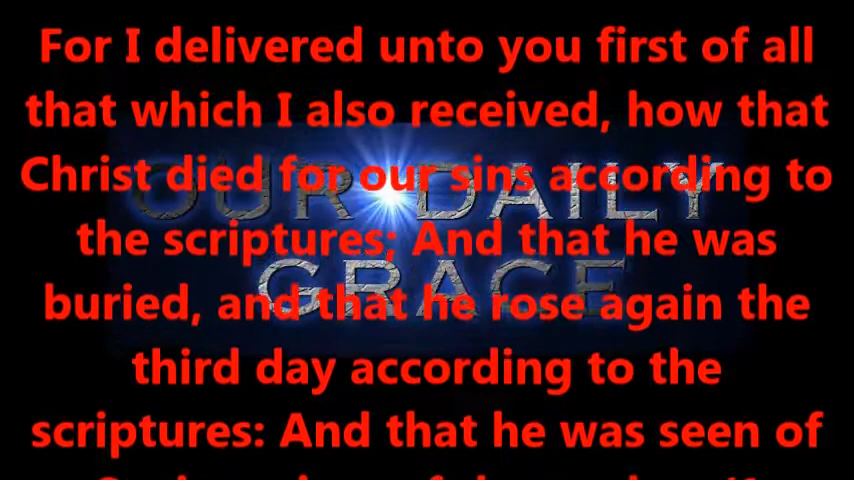 For I delivered unto you first of all
that which I also received, how that
Christ died for our sins according to
the scriptures; And that he was
buried, and that he rose again the
third day according to the
scriptures: And that he was seen of
OUR DAILY
GRACE